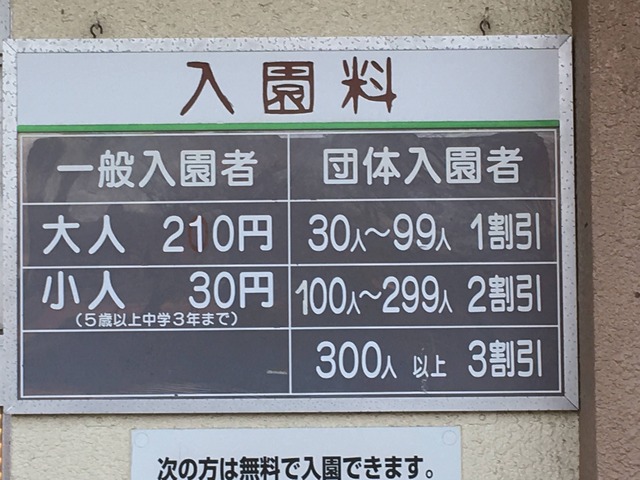 入園料
一般入園者 団体入園者
大人 210円 30人～99人 1割引
小人 30円 100人～299人 2割引
(5歳以上中学3年まで)
300人 以上 3割引
次の方は無料で入園できます。